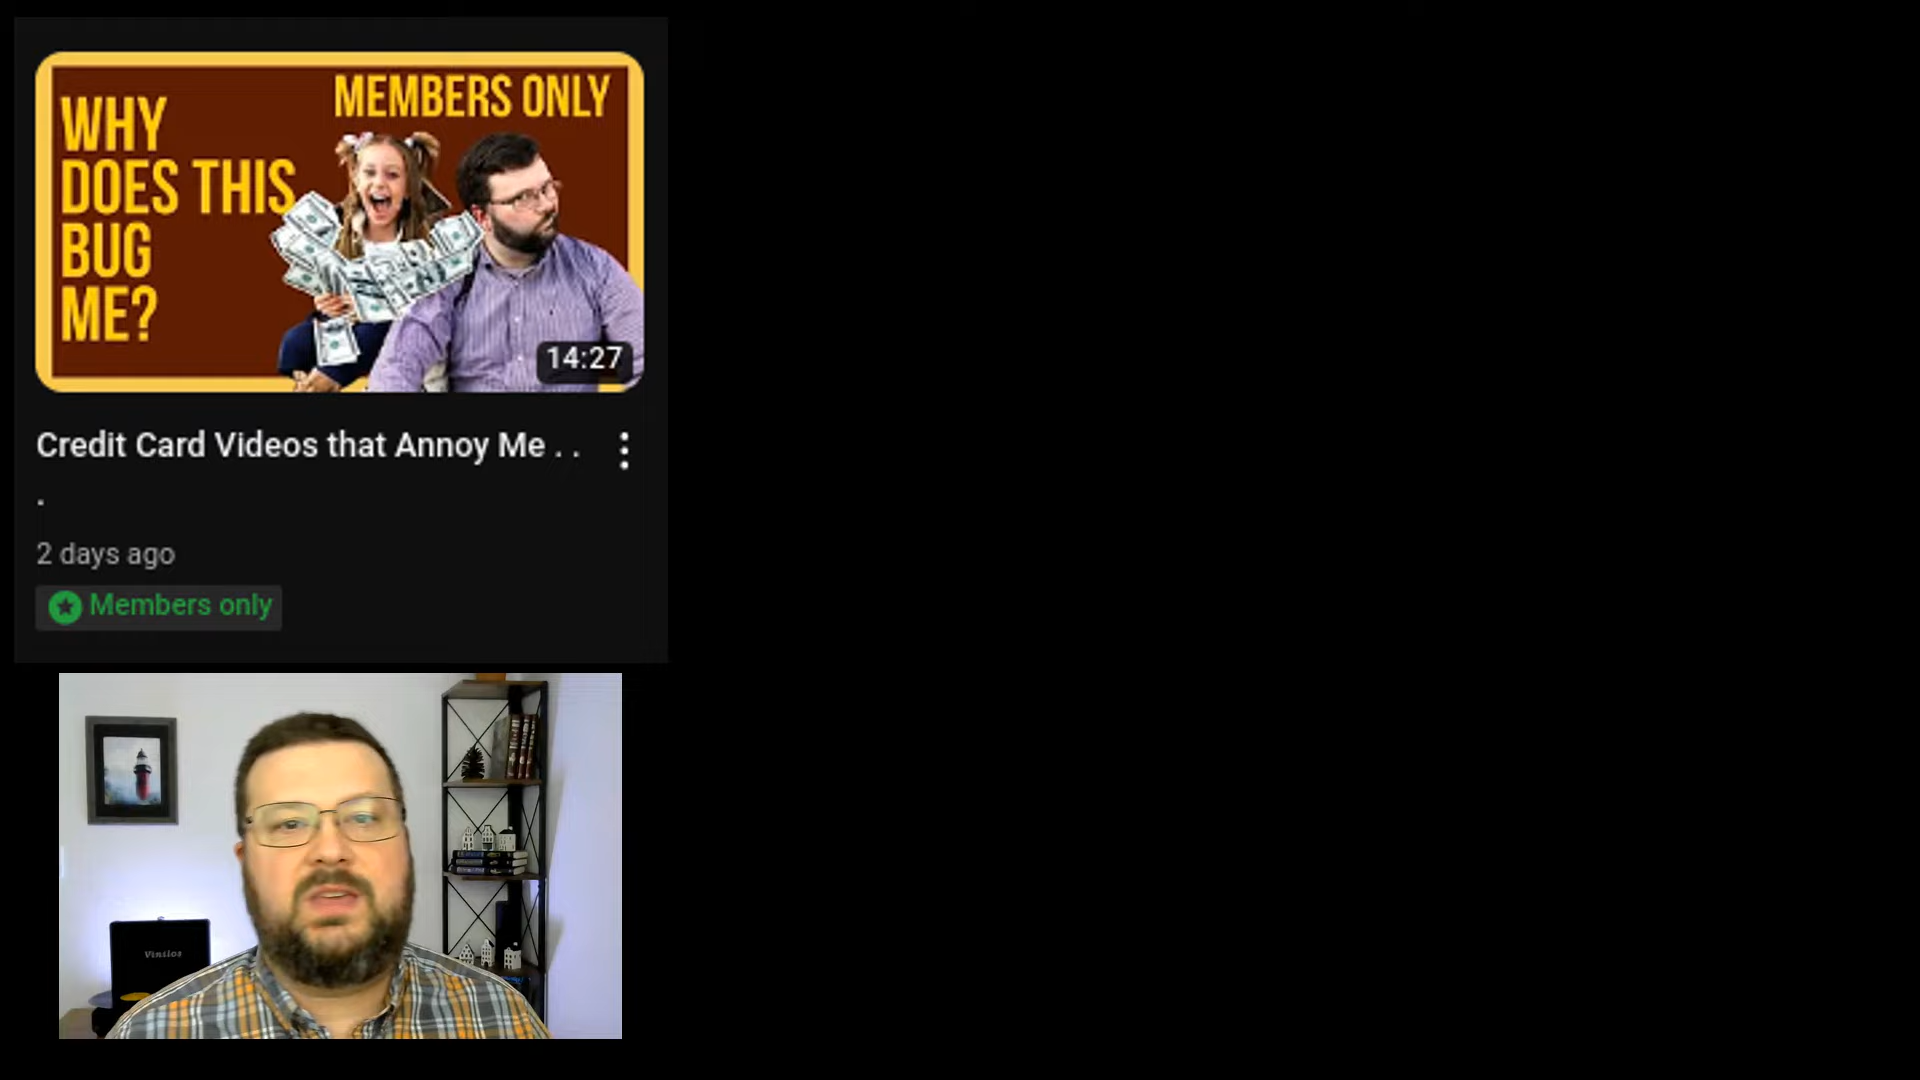 MEMBERS ONLY
WHY
DOES THIS
BUG
ME?
14:27
Credit Card Videos that Annoy Me . .
.
2 days ago
Members only
Vinilos